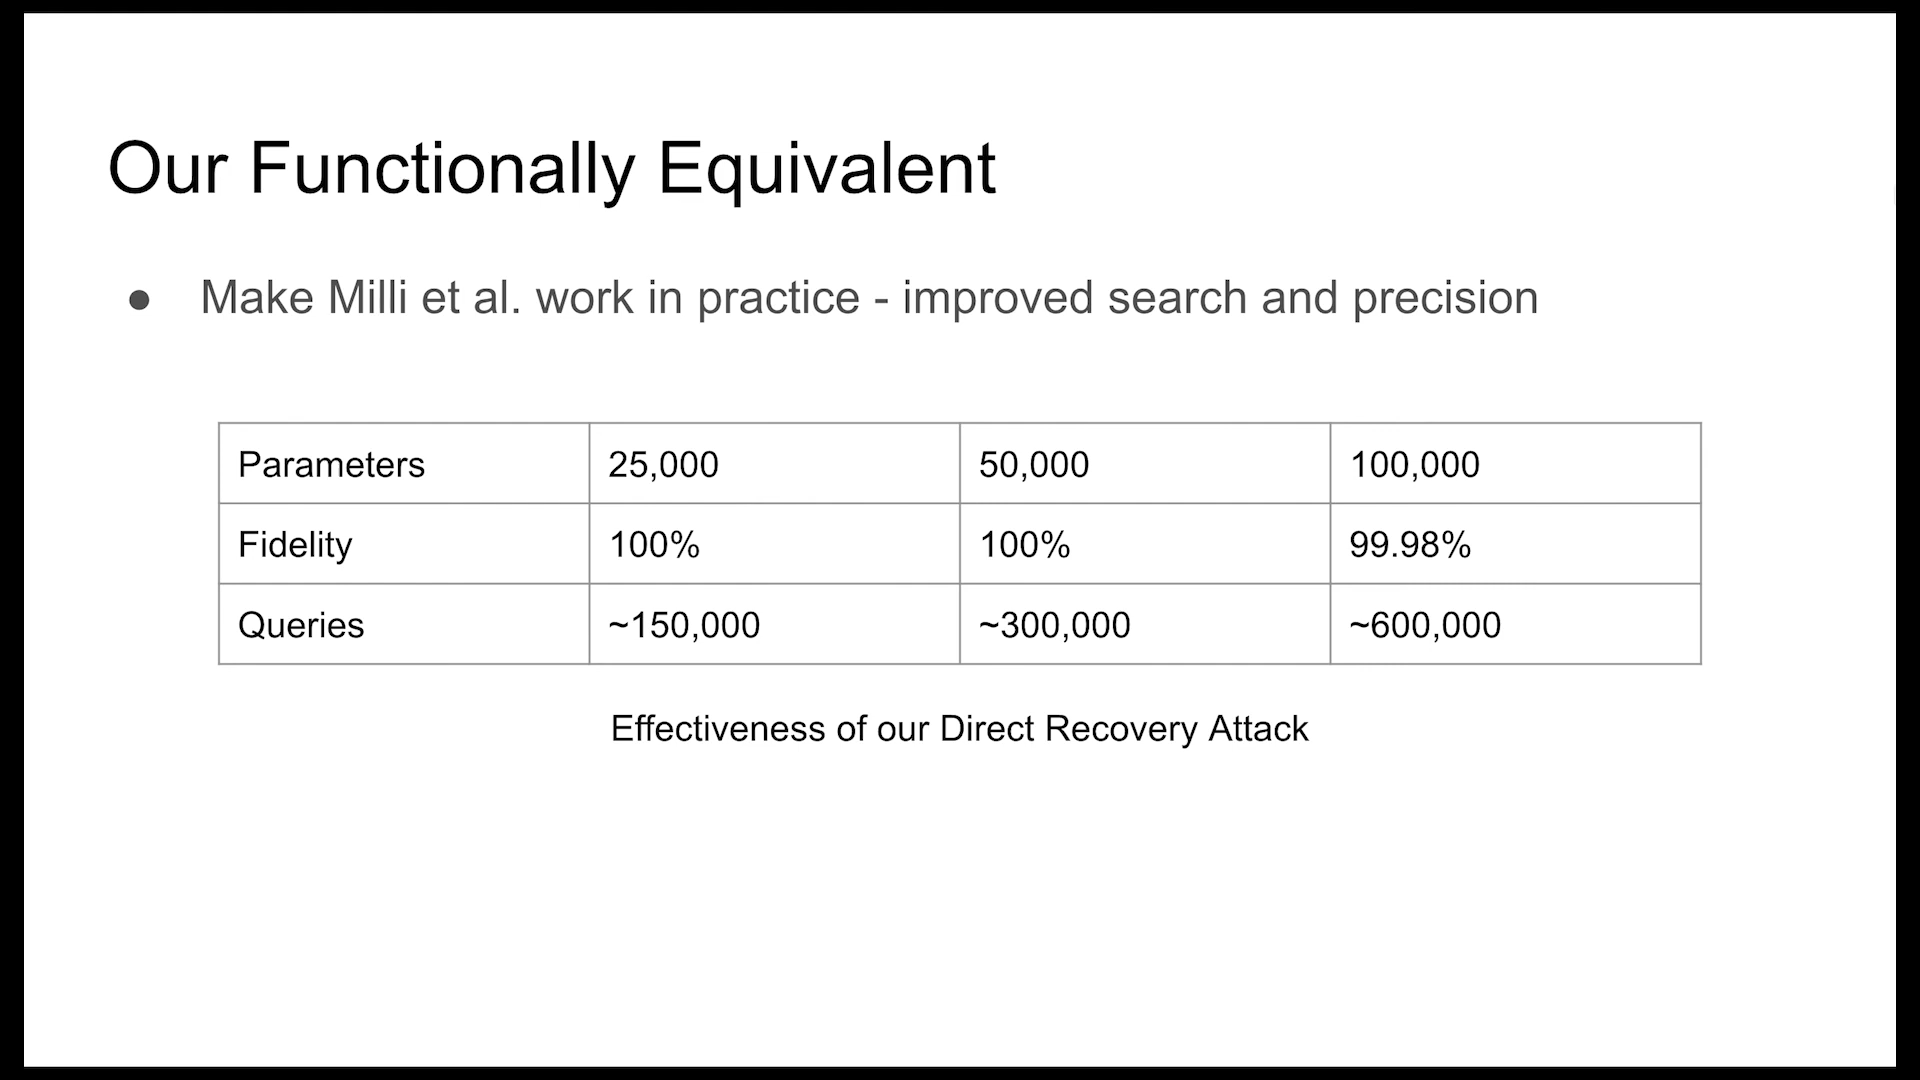 Our Functionally Equivalent
● Make Milli et al. work in practice - improved search and precision
Parameters 25,000 50,000 100,000
Fidelity 100% 100% 99.98%
Queries ~150,000 ~300,000 ~600,000
Effectiveness of our Direct Recovery Attack